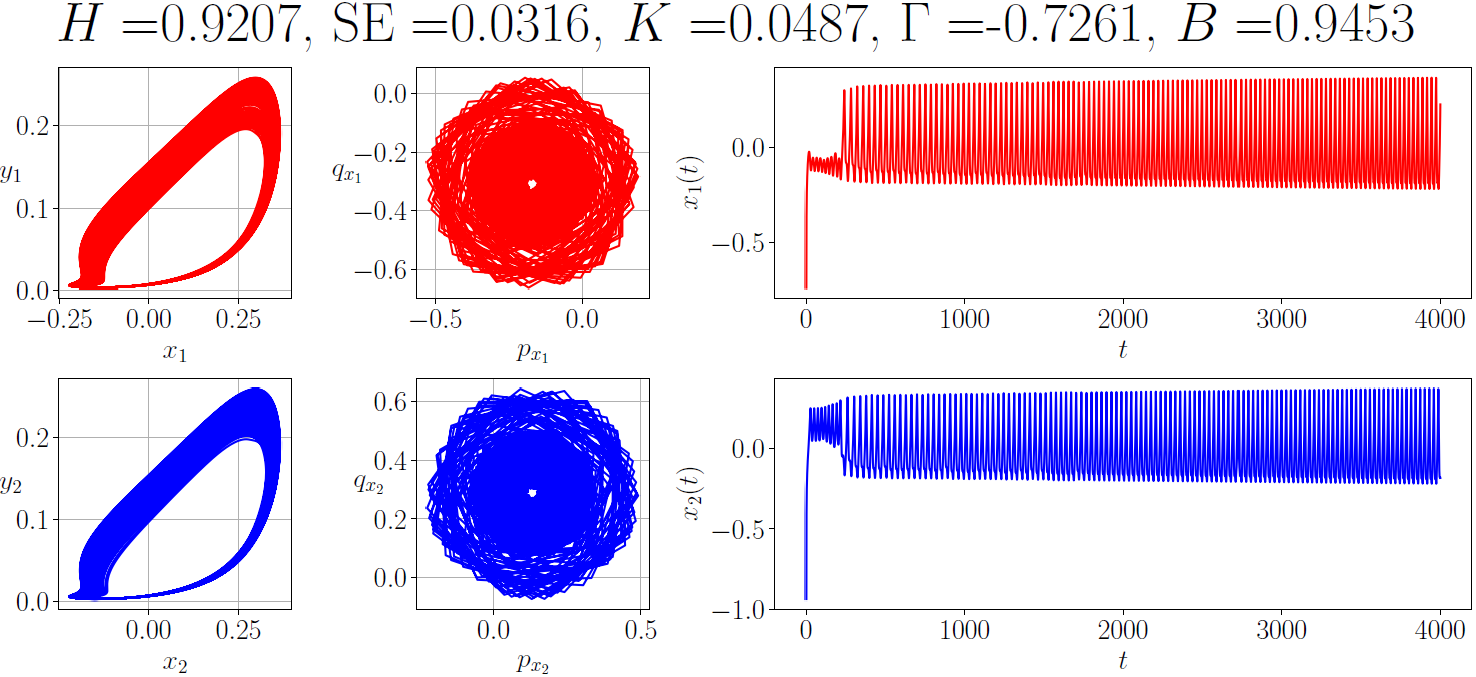 H =0.9207, SE =0.0316, K =0.0487, Γ =-0.7261, B =0.9453
y₁
0.2
0.1
0.0
−0.25 0.00 0.25
x₁
qₓ₁
0.0
−0.2
−0.4
−0.6
−0.5 0.0
pₓ₁
x₁(t)
0.0
−0.5
0 1000 2000 3000 4000
t
y₂
0.2
0.1
0.0
0.00 0.25
x₂
qₓ₂
0.6
0.4
0.2
0.0
0.0 0.5
pₓ₂
x₂(t)
0.0
−0.5
−1.0
0 1000 2000 3000 4000
t